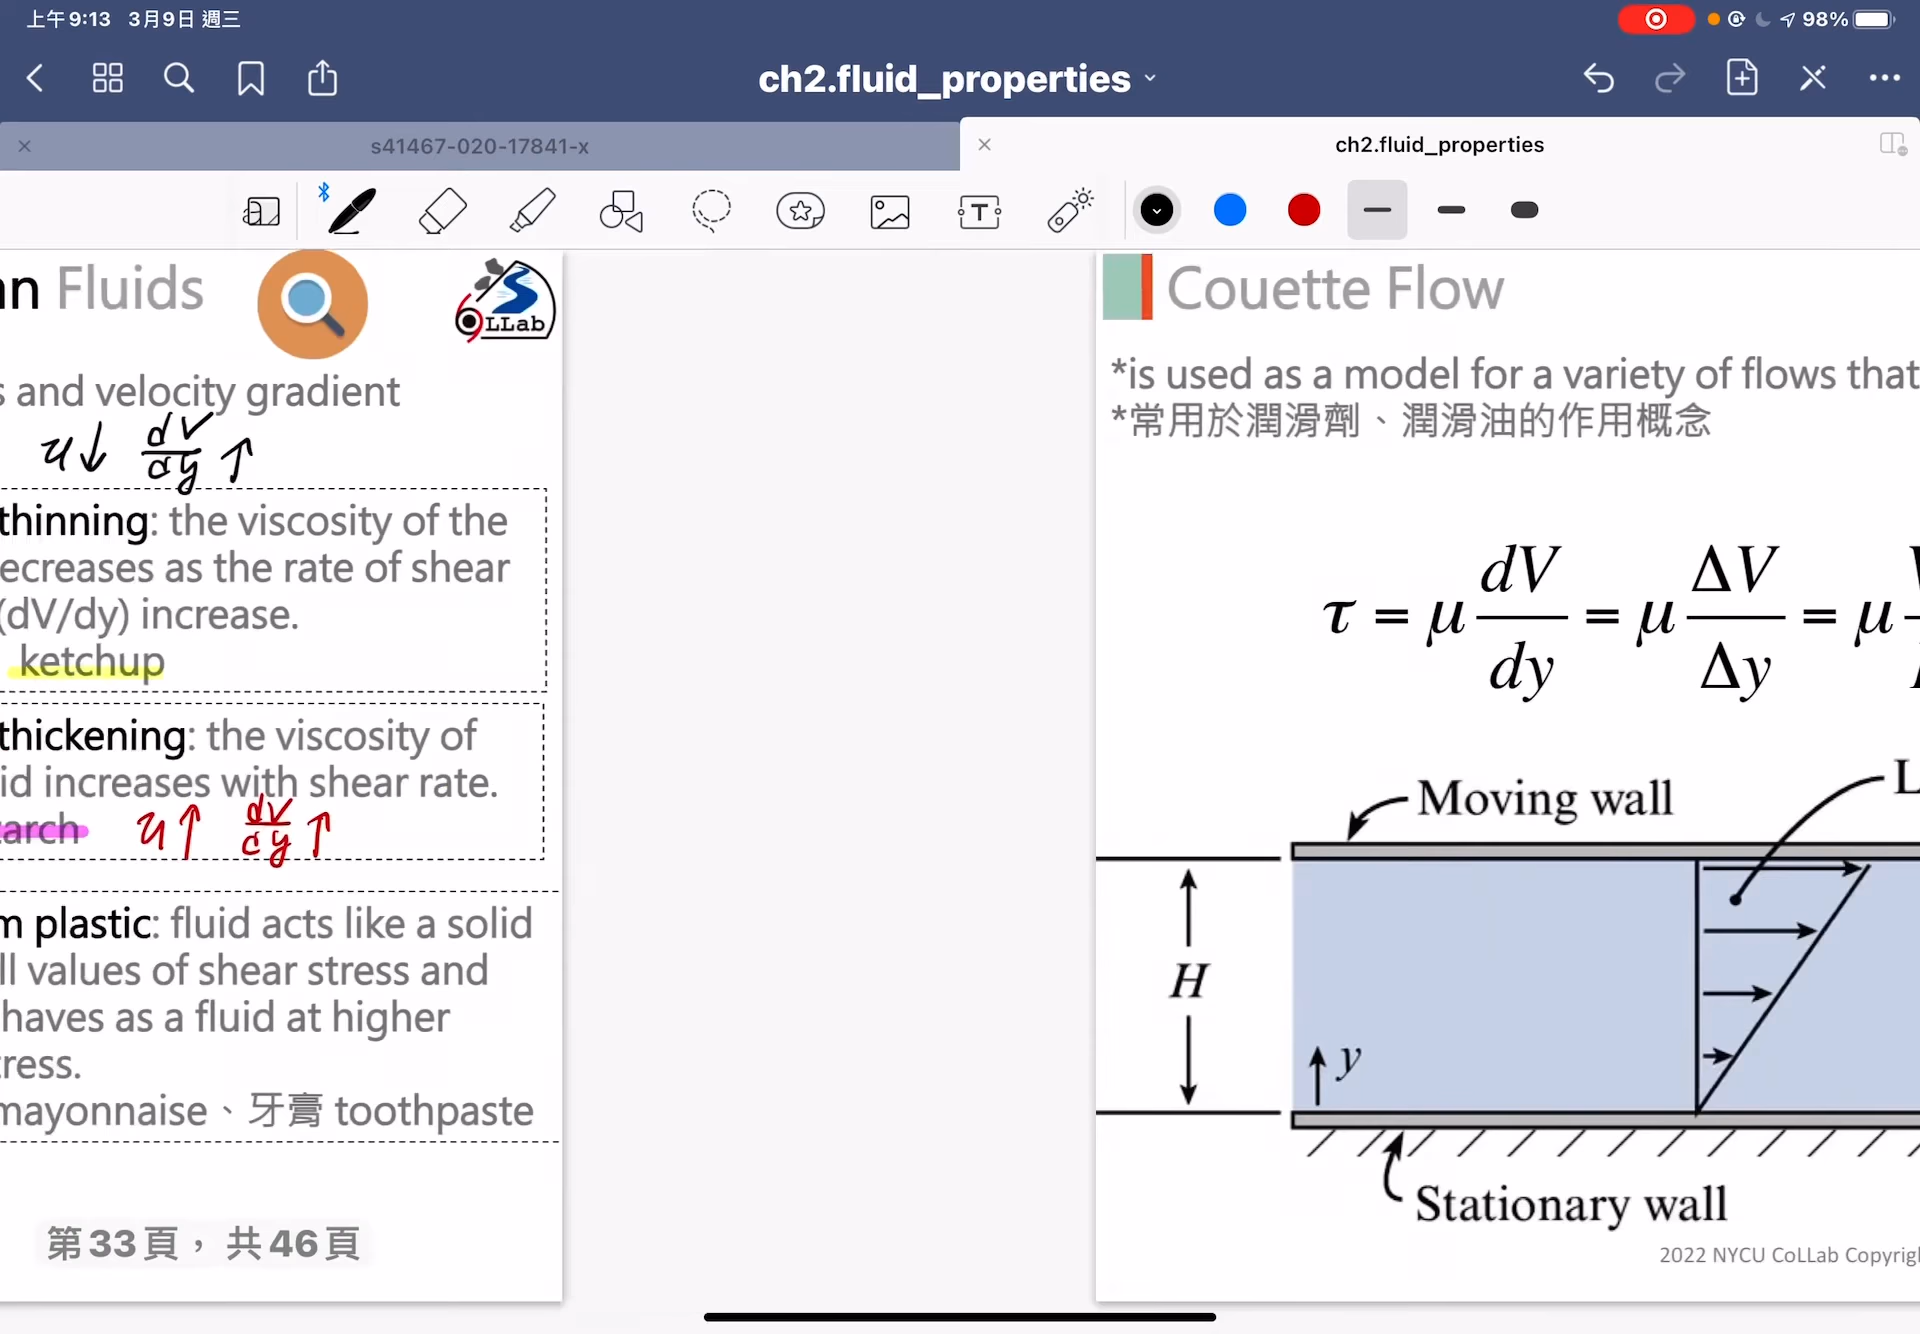 上午9:13 3月9日 週三
98%
ch2.fluid_properties
s41467-020-17841-x
ch2.fluid_properties
T
an Fluids
LLab
s and velocity gradient
u↓ dV/dy ↑
thinning: the viscosity of the
ecreases as the rate of shear
(dV/dy) increase.
ketchup
thickening: the viscosity of
id increases with shear rate.
arch u↑ dV/dy ↑
m plastic: fluid acts like a solid
ll values of shear stress and
haves as a fluid at higher
ress.
mayonnaise、牙膏 toothpaste
第33頁，共46頁
Couette Flow
*is used as a model for a variety of flows that
*常用於潤滑劑、潤滑油的作用概念
τ = μ dV/dy = μ ΔV/Δy = μ
Moving wall
L
H
y
Stationary wall
2022 NYCU CoLLab Copyrig